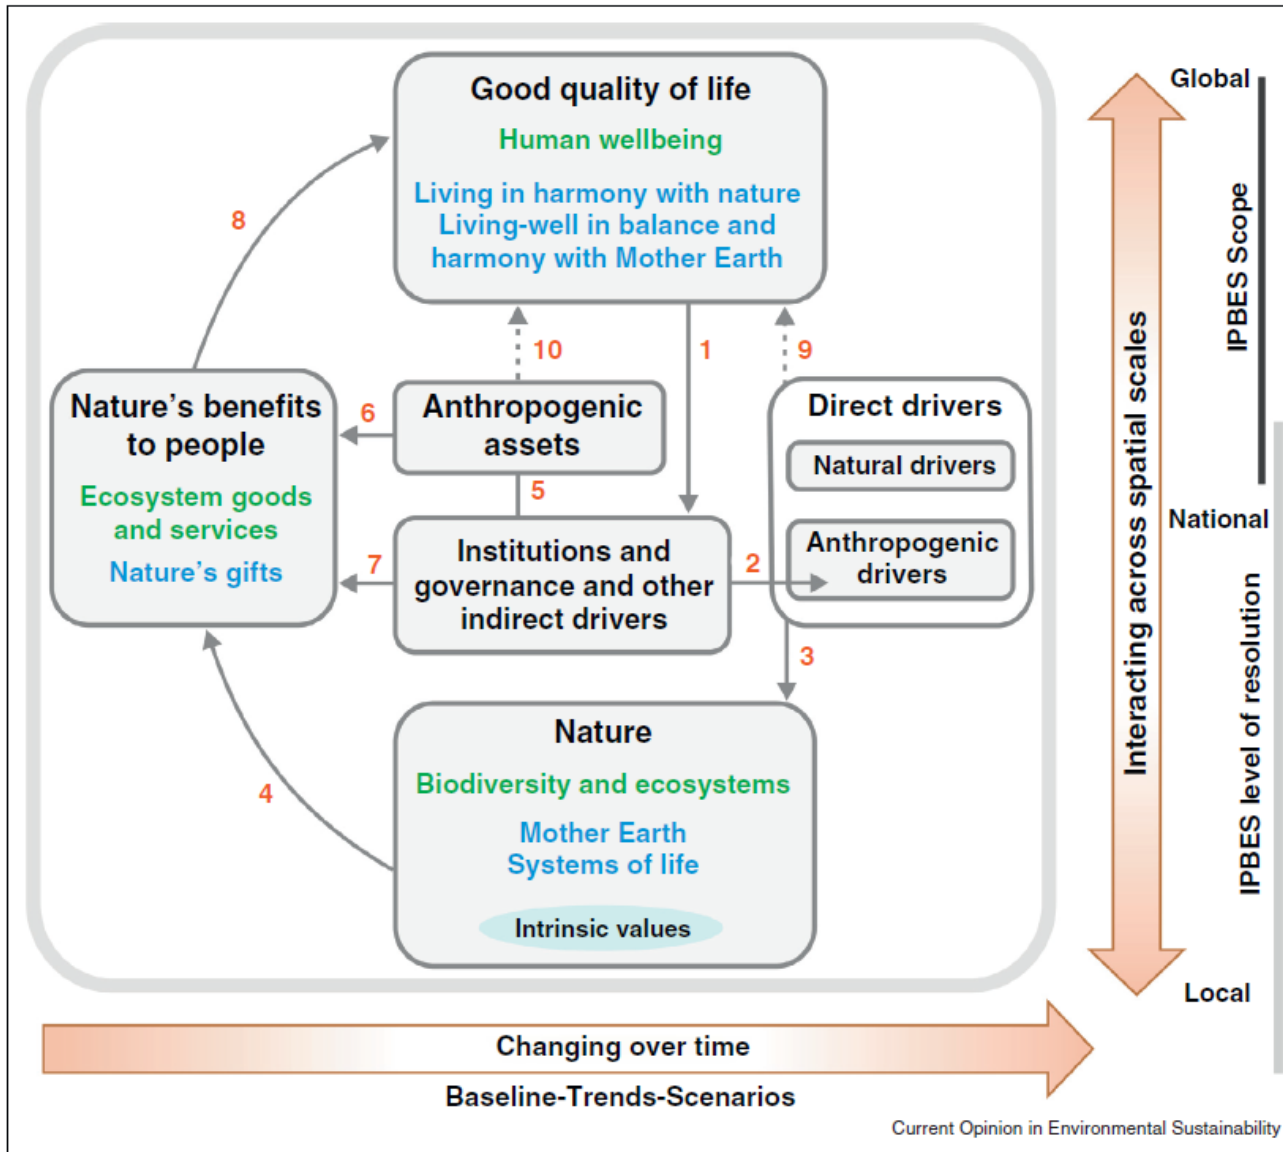 Good quality of life
Human wellbeing
Living in harmony with nature
Living-well in balance and
harmony with Mother Earth
8
10
1
9
Nature's benefits
to people
Ecosystem goods
and services
Nature's gifts
6
Anthropogenic
assets
5
7
Institutions and
governance and other
indirect drivers
2
Direct drivers
Natural drivers
Anthropogenic
drivers
3
4
Nature
Biodiversity and ecosystems
Mother Earth
Systems of life
Intrinsic values
Interacting across spatial scales
Global
National
Local
IPBES Scope
IPBES level of resolution
Changing over time
Baseline-Trends-Scenarios
Current Opinion in Environmental Sustainability